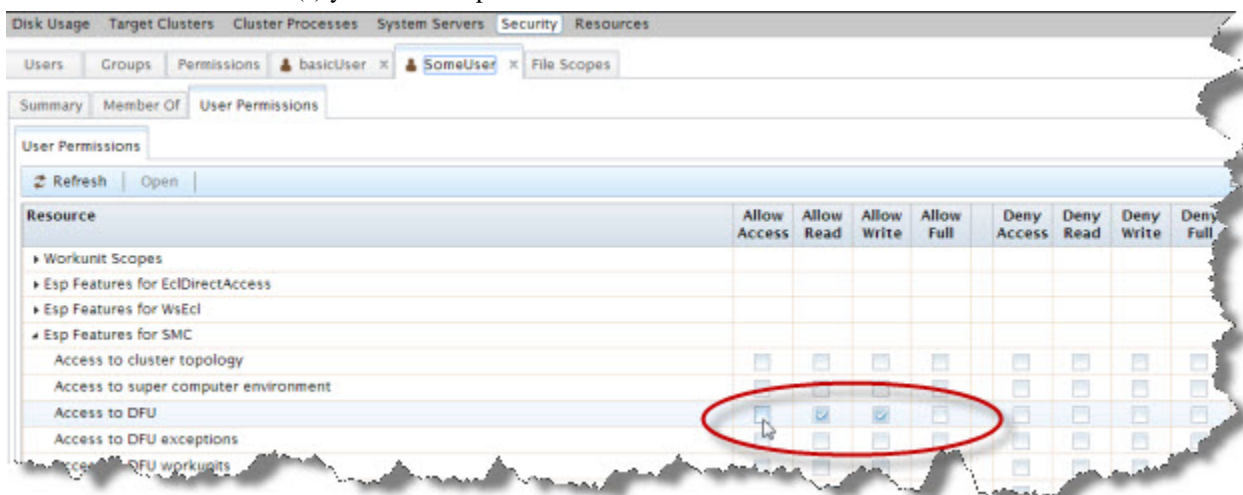 Disk Usage Target Clusters Cluster Processes System Servers Security Resources
Users Groups Permissions basicUser × SomeUser × File Scopes
Summary Member Of User Permissions
User Permissions
Refresh Open
Resource Allow Access Allow Read Allow Write Allow Full Deny Access Deny Read Deny Write Deny Full
Workunit Scopes
Esp Features for EclDirectAccess
Esp Features for WsEcl
Esp Features for SMC
Access to cluster topology
Access to super computer environment
Access to DFU
Access to DFU exceptions
DFU workunits